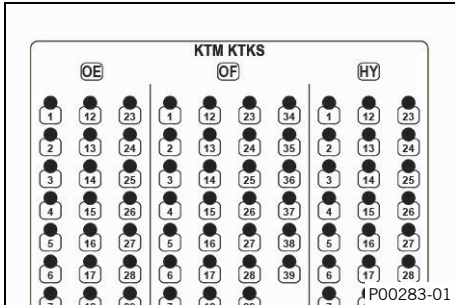 KTM KTKS
OE OF HY
1 12 23 1 12 23 34 1 12 23
2 13 24 2 13 24 35 2 13 24
3 14 25 3 14 25 36 3 14 25
4 15 26 4 15 26 37 4 15 26
5 16 27 5 16 27 38 5 16 27
6 17 28 6 17 28 39 6 17 28
P00283-01